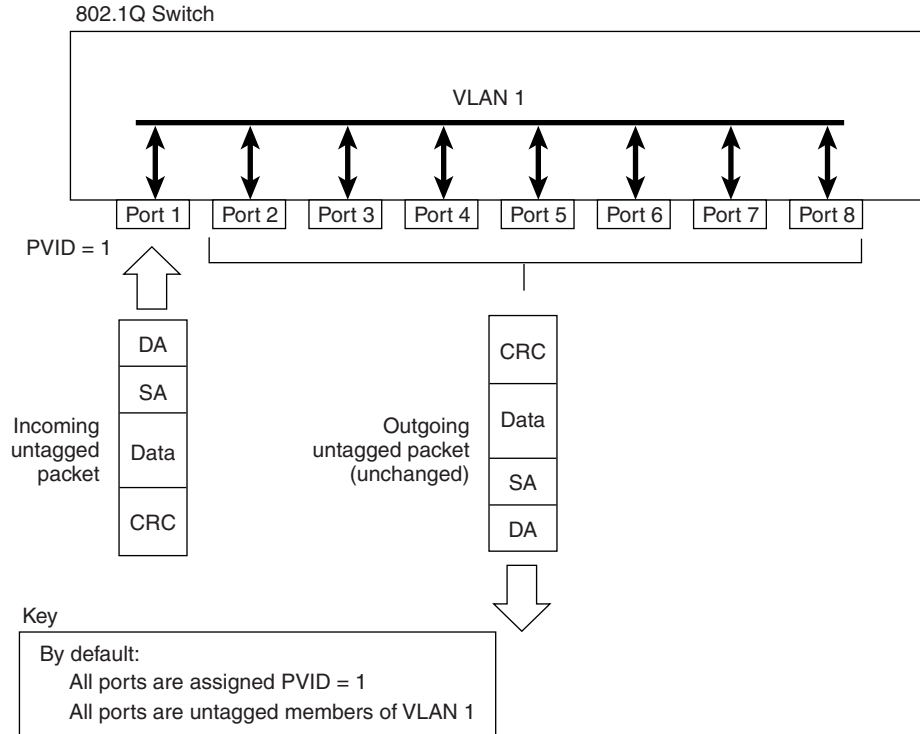 802.1Q Switch
VLAN 1
Port 1
Port 2
Port 3
Port 4
Port 5
Port 6
Port 7
Port 8
PVID = 1
DA
SA
Data
CRC
Incoming
untagged
packet
CRC
Data
SA
DA
Outgoing
untagged packet
(unchanged)
Key
By default:
All ports are assigned PVID = 1
All ports are untagged members of VLAN 1